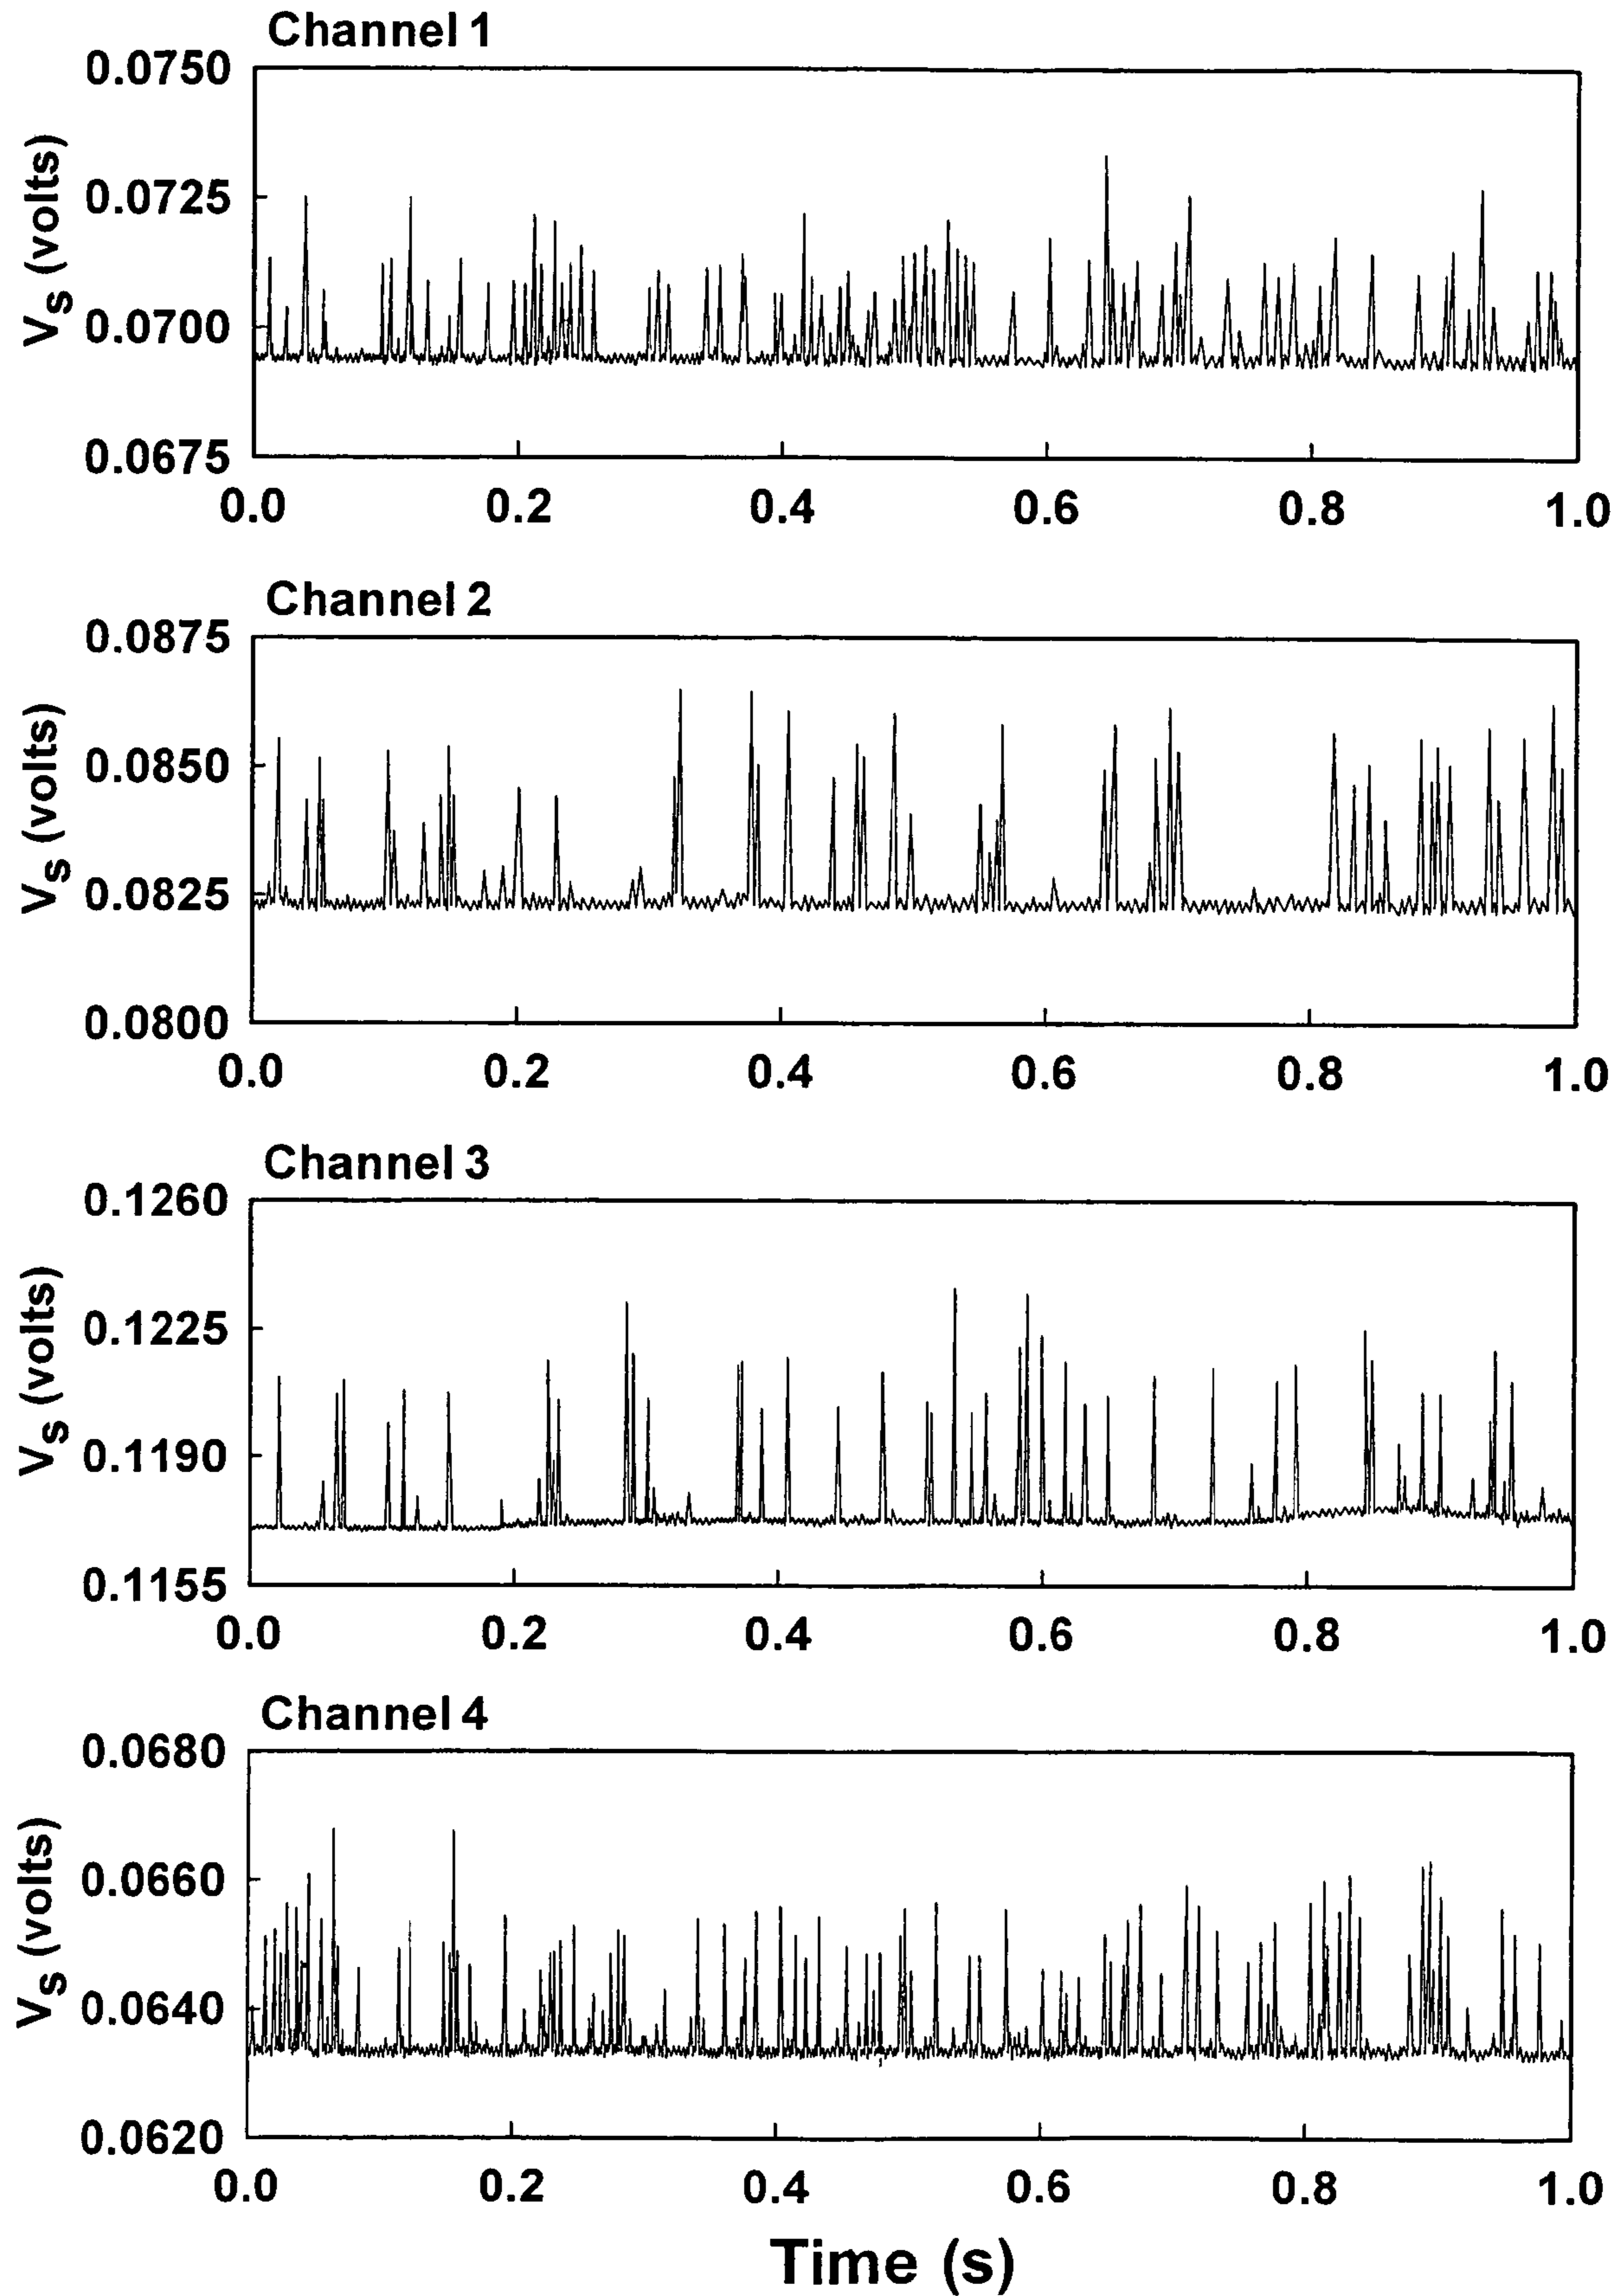 Channel 1
0.0750
0.0725
0.0700
0.0675
Vs (volts)
0.0 0.2 0.4 0.6 0.8 1.0
Channel 2
0.0875
0.0850
0.0825
0.0800
Vs (volts)
0.0 0.2 0.4 0.6 0.8 1.0
Channel 3
0.1260
0.1225
0.1190
0.1155
Vs (volts)
0.0 0.2 0.4 0.6 0.8 1.0
Channel 4
0.0680
0.0660
0.0640
0.0620
Vs (volts)
0.0 0.2 0.4 0.6 0.8 1.0
Time (s)